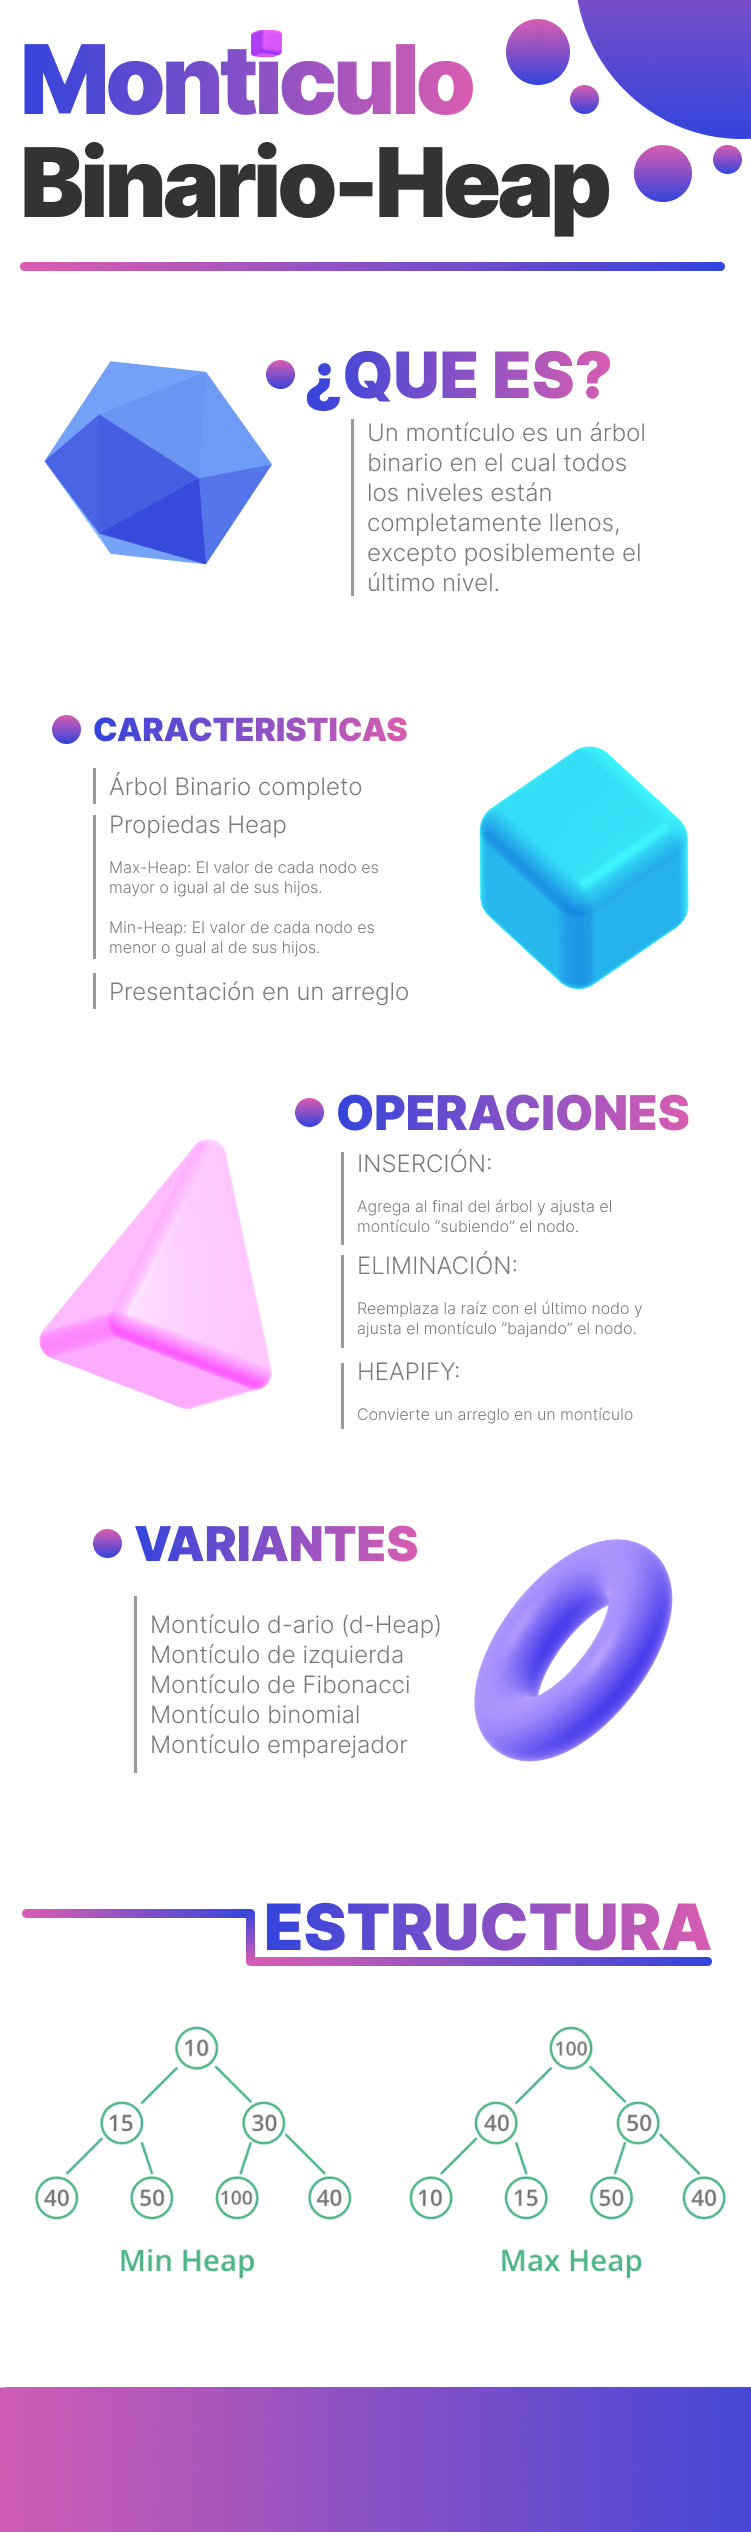 Monticulo
Binario-Heap
¿QUE ES?
Un montículo es un árbol
binario en el cual todos
los niveles están
completamente llenos,
excepto posiblemente el
último nivel.
CARACTERISTICAS
Árbol Binario completo
Propiedas Heap
Max-Heap: El valor de cada nodo es
mayor o igual al de sus hijos.
Min-Heap: El valor de cada nodo es
menor o gual al de sus hijos.
Presentación en un arreglo
OPERACIONES
INSERCIÓN:
Agrega al final del árbol y ajusta el
montículo “subiendo” el nodo.
ELIMINACIÓN:
Reemplaza la raíz con el último nodo y
ajusta el montículo “bajando” el nodo.
HEAPIFY:
Convierte un arreglo en un montículo
VARIANTES
Montículo d-ario (d-Heap)
Montículo de izquierda
Montículo de Fibonacci
Montículo binomial
Montículo emparejador
ESTRUCTURA
10
15 30
40 50 100 40
Min Heap
100
40 50
10 15 50 40
Max Heap